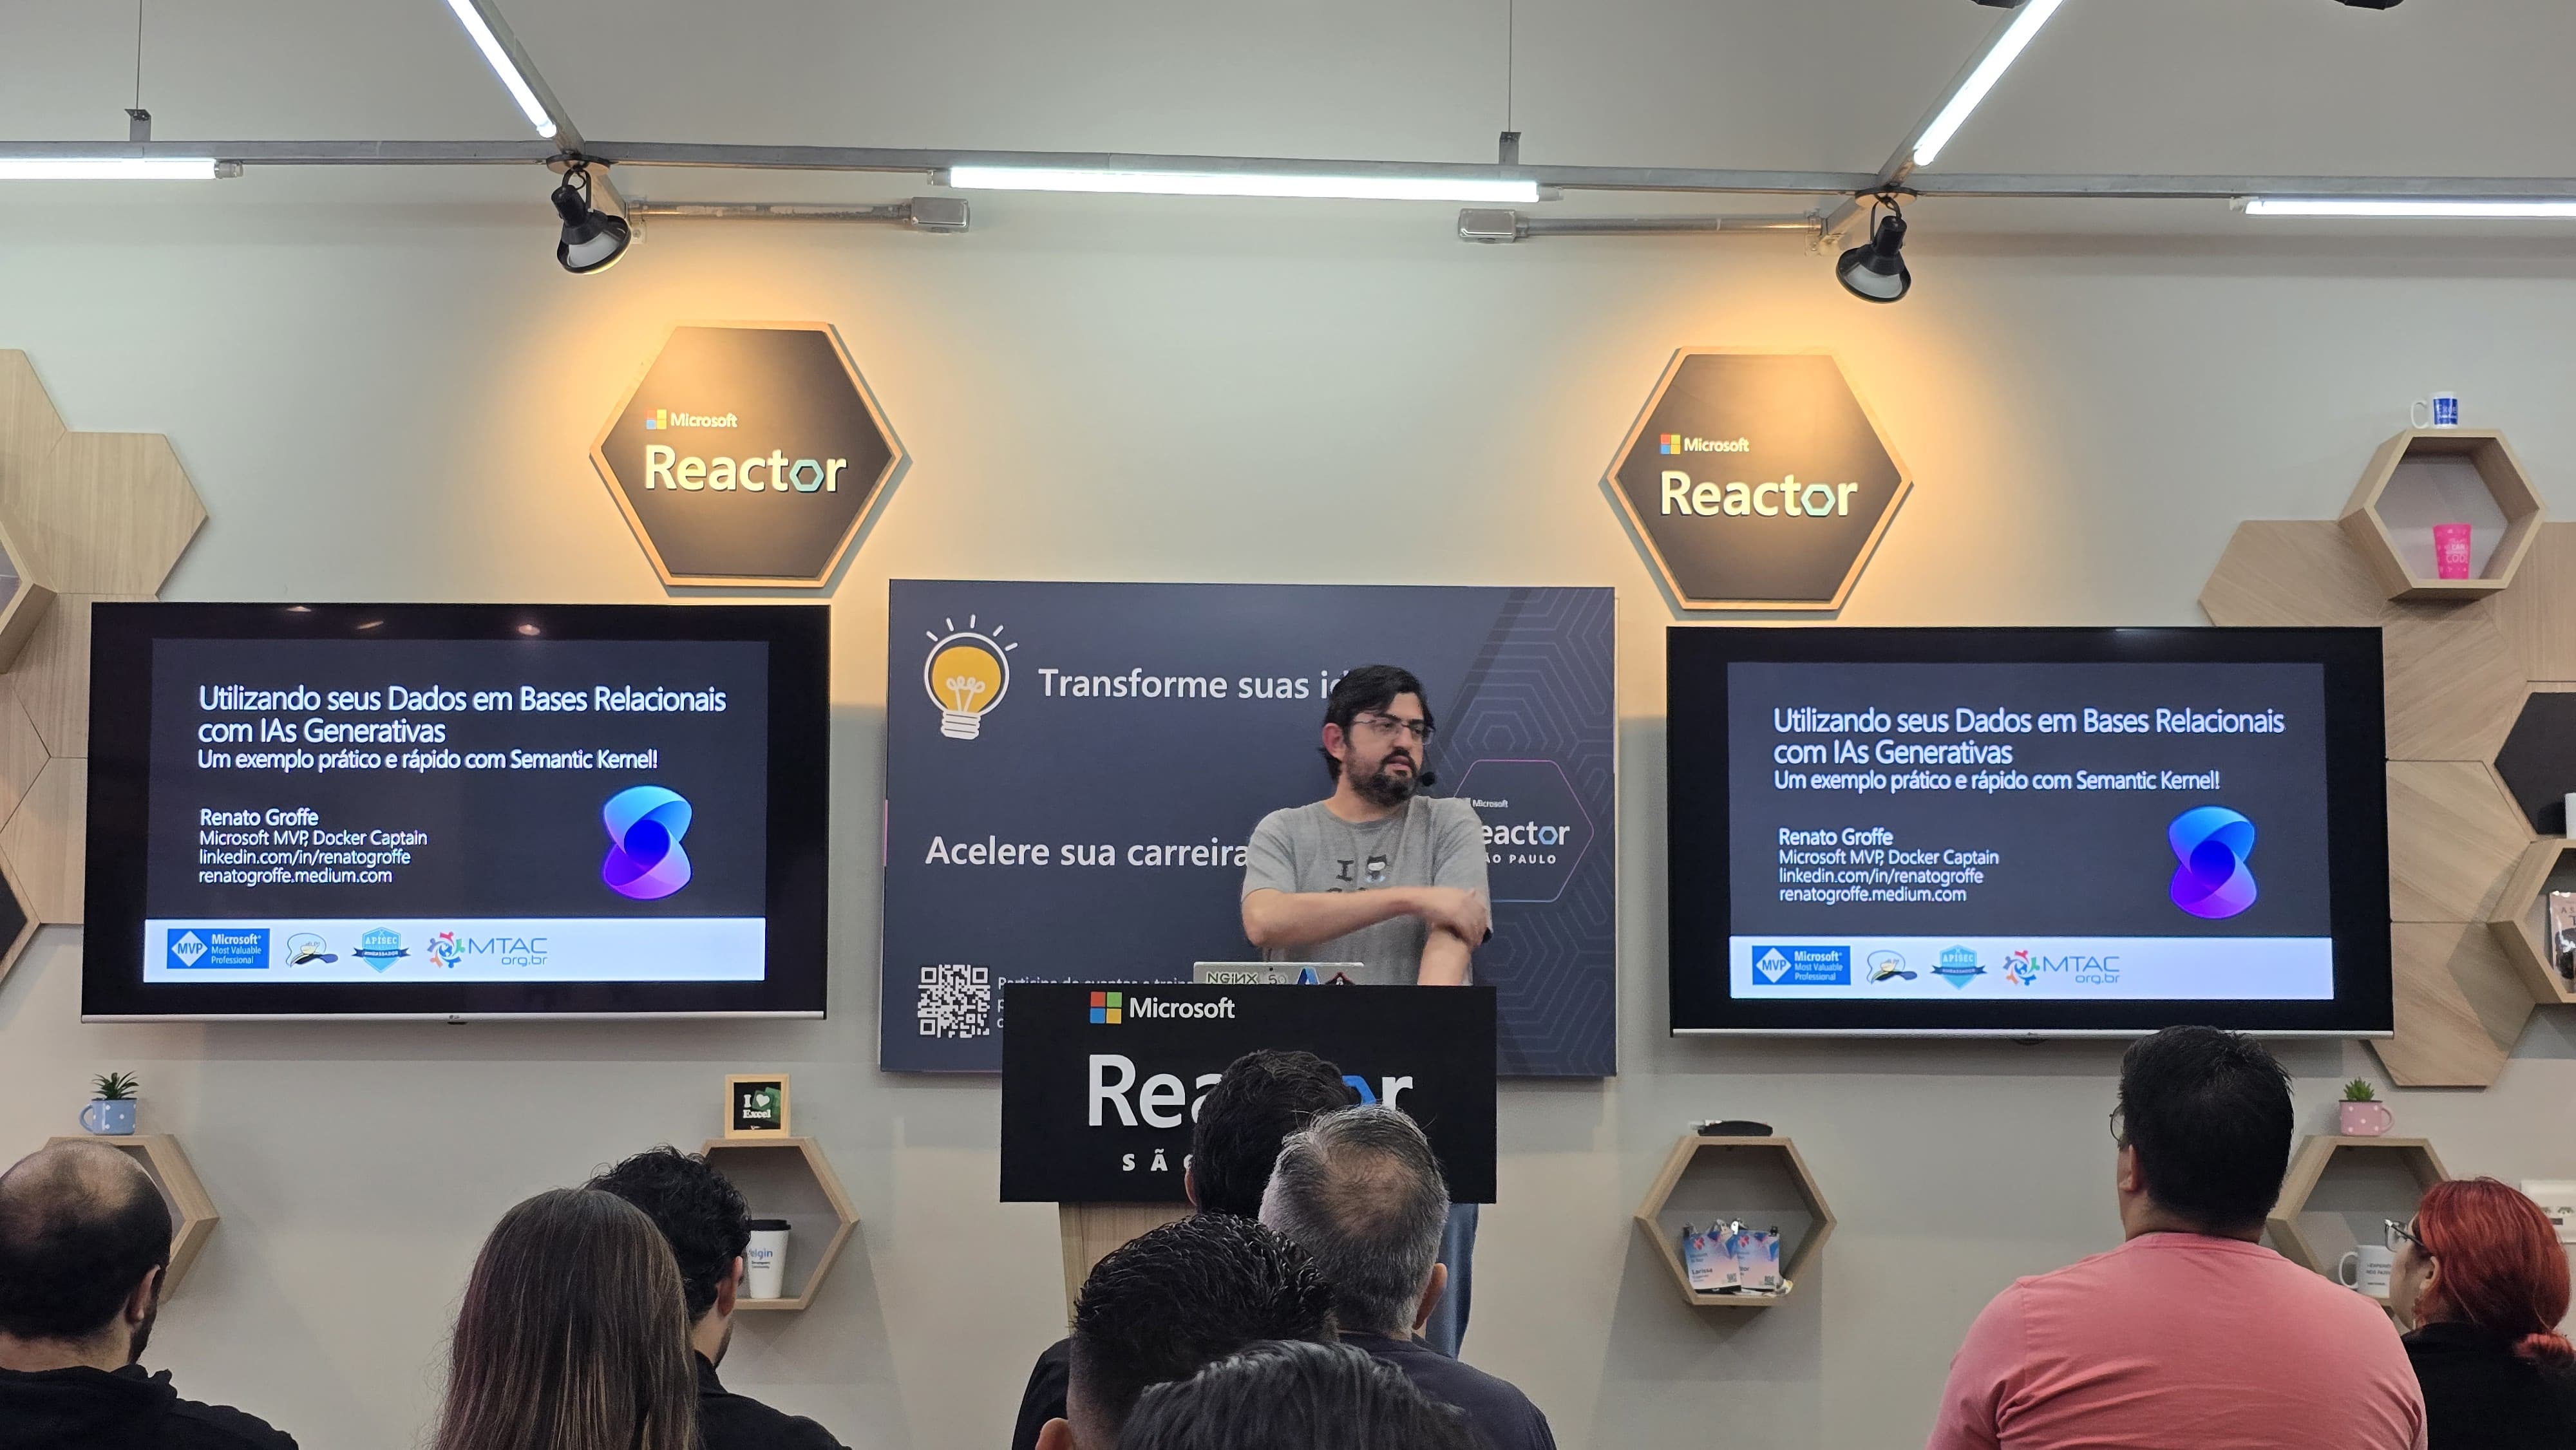 Microsoft
Reactor
Microsoft
Reactor
Utilizando seus Dados em Bases Relacionais
com IAs Generativas
Um exemplo prático e rápido com Semantic Kernel!
Renato Groffe
Microsoft MVP, Docker Captain
linkedin.com/in/renatogroffe
renatogroffe.medium.com
MVP
Microsoft
Most Valuable
Professional
APISEC
MTAC
org.br
Transforme suas
Acelere sua carreira
Microsoft
Reactor
I
NGiNX
Microsoft
Utilizando seus Dados em Bases Relacionais
com IAs Generativas
Um exemplo prático e rápido com Semantic Kernel!
Renato Groffe
Microsoft MVP, Docker Captain
linkedin.com/in/renatogroffe
renatogroffe.medium.com
MVP
Microsoft
Most Valuable
Professional
APISEC
MTAC
org.br
I
Excel